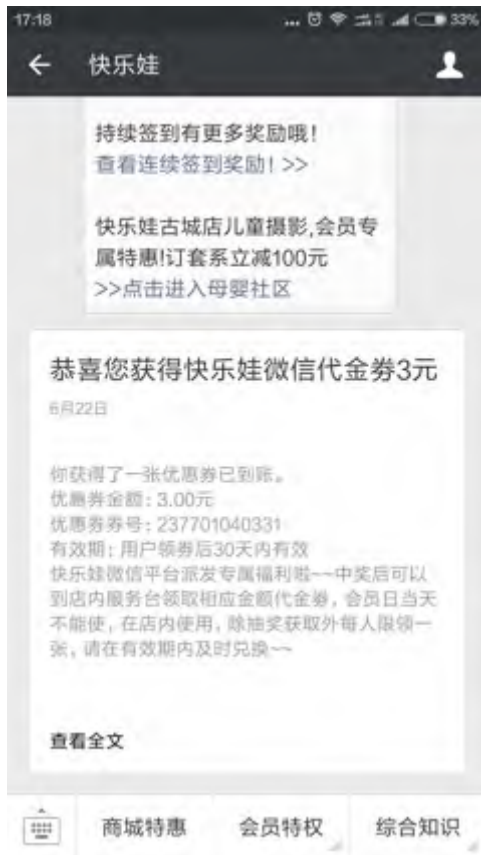 17:18
... 33%
快乐娃
持续签到有更多奖励哦！
查看连续签到奖励！>>
快乐娃古城店儿童摄影,会员专
属特惠!订套系立减100元
>>点击进入母婴社区
恭喜您获得快乐娃微信代金券3元
6月22日
你获得了一张优惠券已到账。
优惠券金额：3.00元
优惠券券号：237701040331
有效期：用户领券后30天内有效
快乐娃微信平台派发专属福利啦~~中奖后可以
到店内服务台领取相应金额代金券，会员日当天
不能使，在店内使用，除抽奖获取外每人限领一
张，请在有效期内及时兑换~~
查看全文
商城特惠 会员特权 综合知识